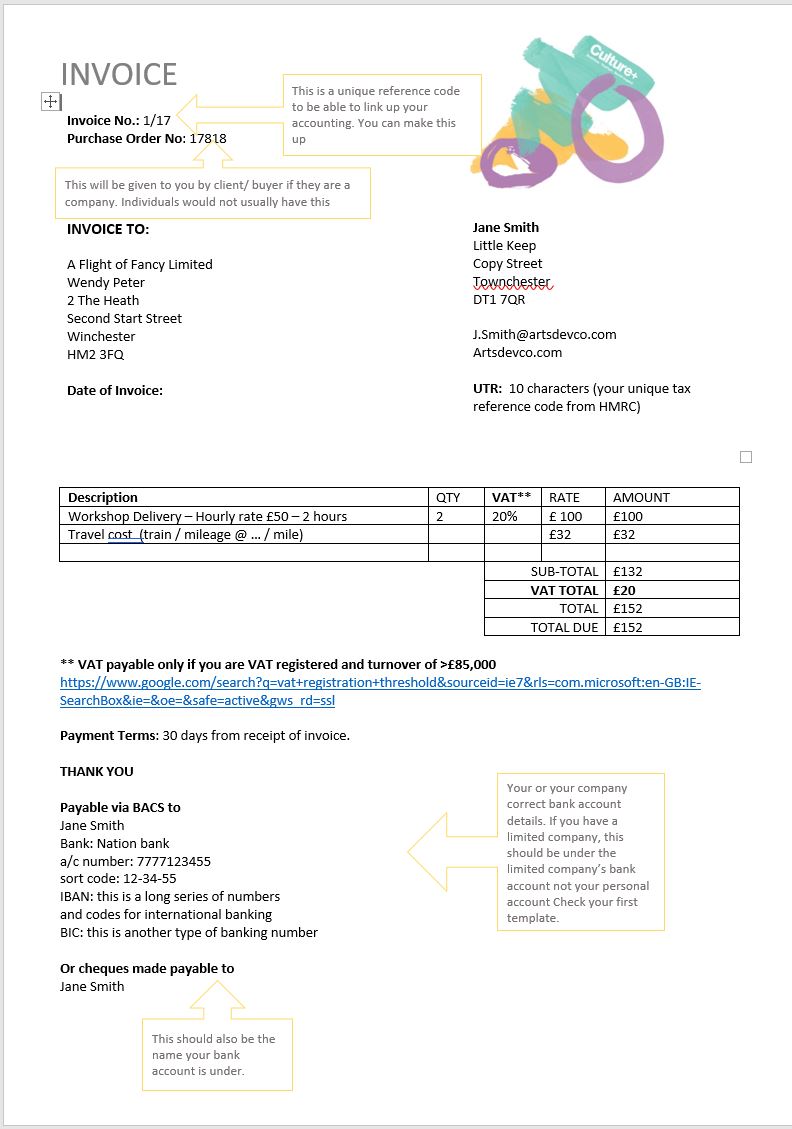 INVOICE
Invoice No.: 1/17
Purchase Order No: 17818
This is a unique reference code
to be able to link up your
accounting. You can make this
up
Culture+
This will be given to you by client/ buyer if they are a
company. Individuals would not usually have this
INVOICE TO:
A Flight of Fancy Limited
Wendy Peter
2 The Heath
Second Start Street
Winchester
HM2 3FQ
Date of Invoice:
Jane Smith
Little Keep
Copy Street
Townchester
DT1 7QR
J.Smith@artsdevco.com
Artsdevco.com
UTR: 10 characters (your unique tax
reference code from HMRC)
Description QTY VAT** RATE AMOUNT
Workshop Delivery – Hourly rate £50 – 2 hours 2 20% £ 100 £100
Travel cost (train / mileage @ ... / mile) £32 £32
SUB-TOTAL £132
VAT TOTAL £20
TOTAL £152
TOTAL DUE £152
** VAT payable only if you are VAT registered and turnover of >£85,000
https://www.google.com/search?q=vat+registration+threshold&sourceid=ie7&rls=com.microsoft:en-GB:IE-
SearchBox&ie=&oe=&safe=active&gws_rd=ssl
Payment Terms: 30 days from receipt of invoice.
THANK YOU
Payable via BACS to
Jane Smith
Bank: Nation bank
a/c number: 7777123455
sort code: 12-34-55
IBAN: this is a long series of numbers
and codes for international banking
BIC: this is another type of banking number
Your or your company
correct bank account
details. If you have a
limited company, this
should be under the
limited company's bank
account not your personal
account Check your first
template.
Or cheques made payable to
Jane Smith
This should also be the
name your bank
account is under.